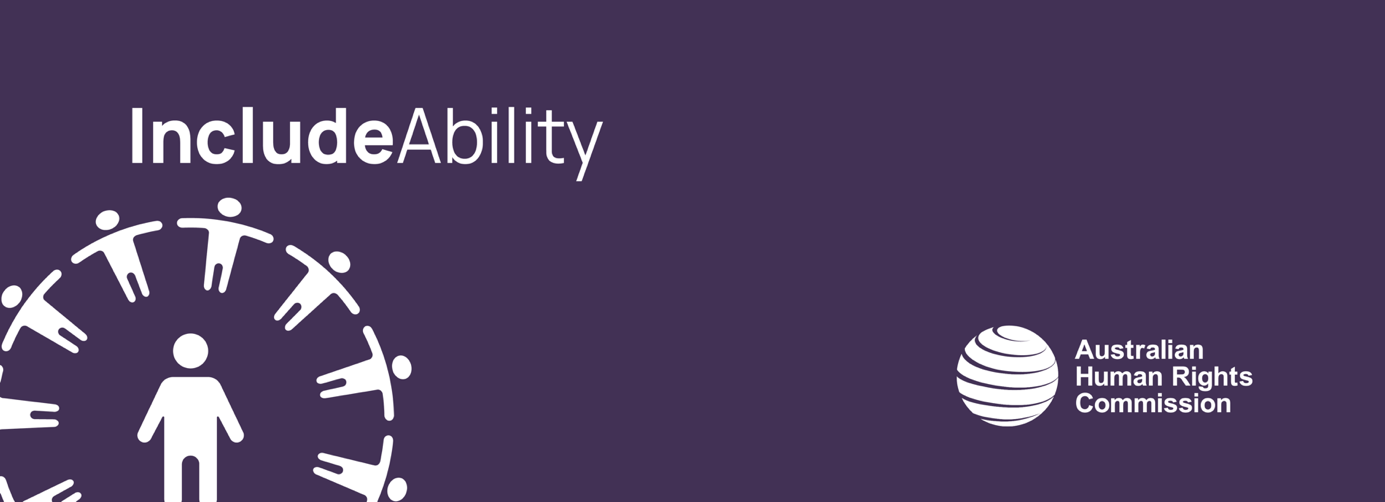 IncludeAbility
Australian
Human Rights
Commission